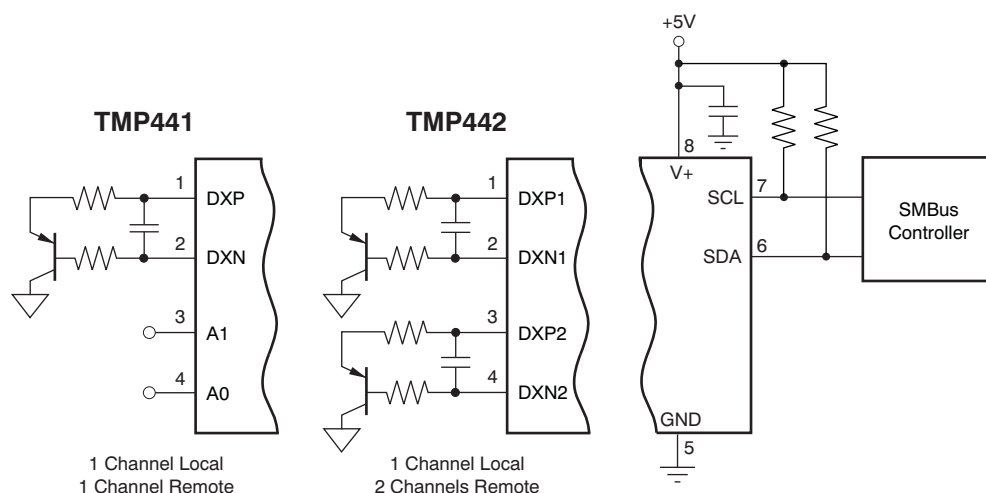 TMP441
1
DXP
2
DXN
3
A1
4
A0
1 Channel Local
1 Channel Remote
TMP442
1
DXP1
2
DXN1
3
DXP2
4
DXN2
1 Channel Local
2 Channels Remote
+5V
8
V+
7
SCL
6
SDA
GND
5
SMBus
Controller